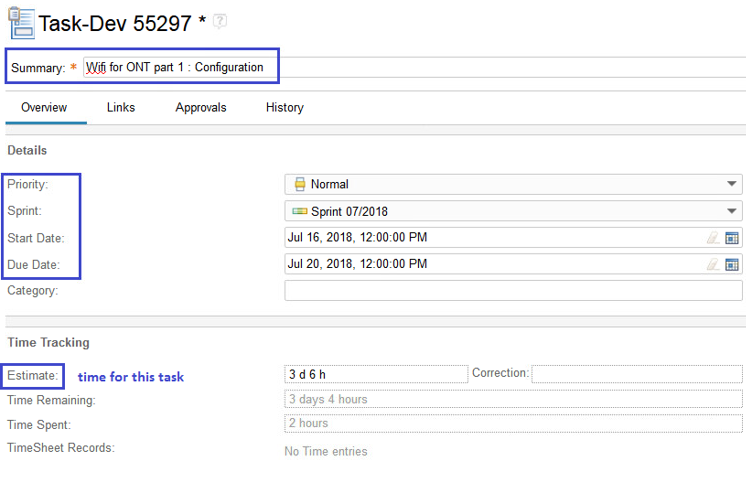 Task-Dev 55297 * ?
Summary: * Wifi for ONT part 1 : Configuration
Overview Links Approvals History
Details
Priority: Normal
Sprint: Sprint 07/2018
Start Date: Jul 16, 2018, 12:00:00 PM
Due Date: Jul 20, 2018, 12:00:00 PM
Category:
Time Tracking
Estimate: time for this task 3 d 6 h Correction:
Time Remaining: 3 days 4 hours
Time Spent: 2 hours
TimeSheet Records: No Time entries